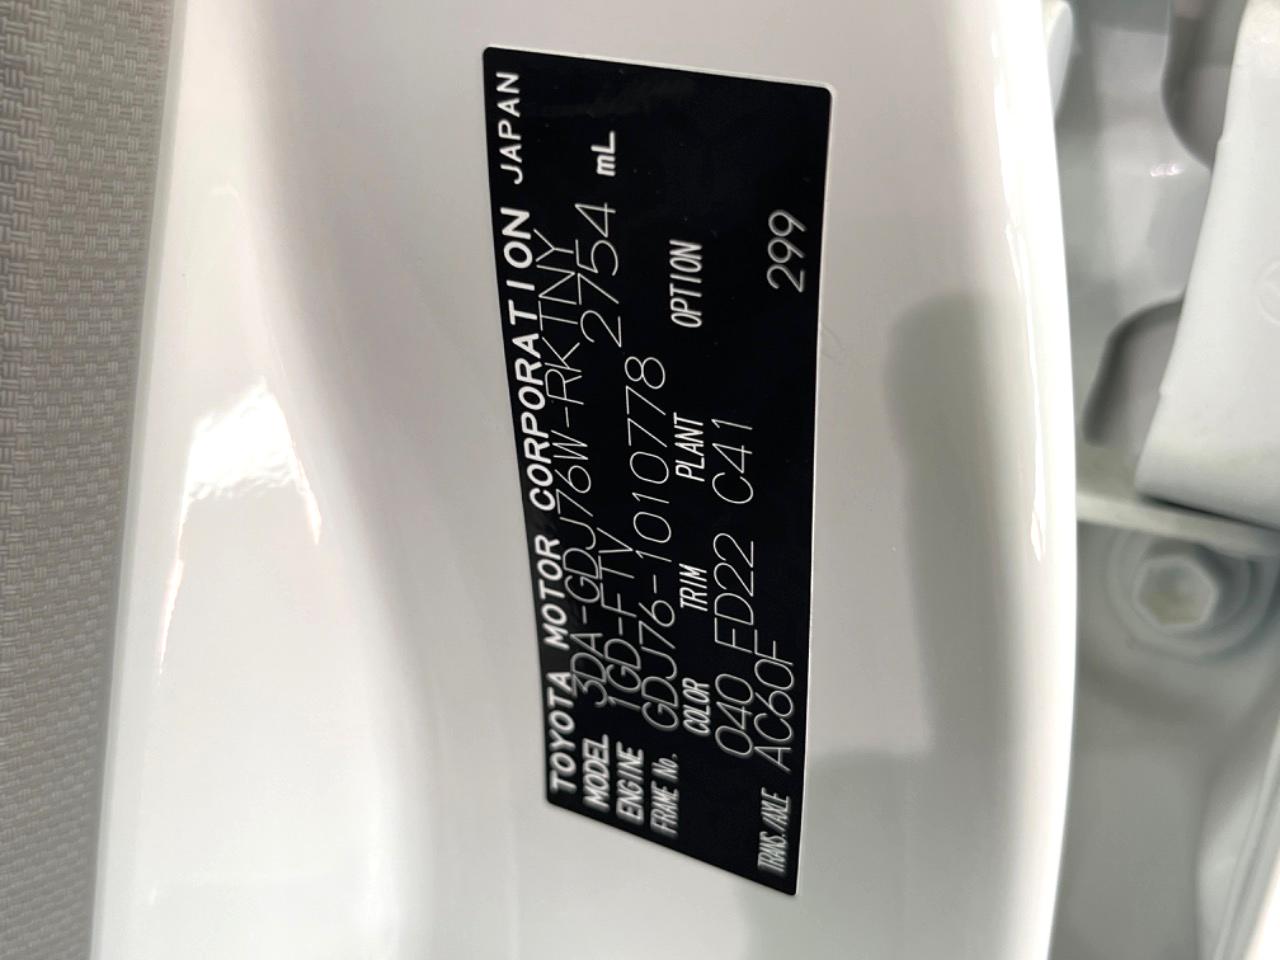 TOYOTA MOTOR CORPORATION JAPAN
MODEL 3DA-GDJ76W-RKTNY
ENGINE 1GD-FTV 2754 mL
FRAME No. GDJ76-1010778
COLOR TRIM PLANT OPTION
040 FD22 C41
TRANS./AXLE AC60F 299